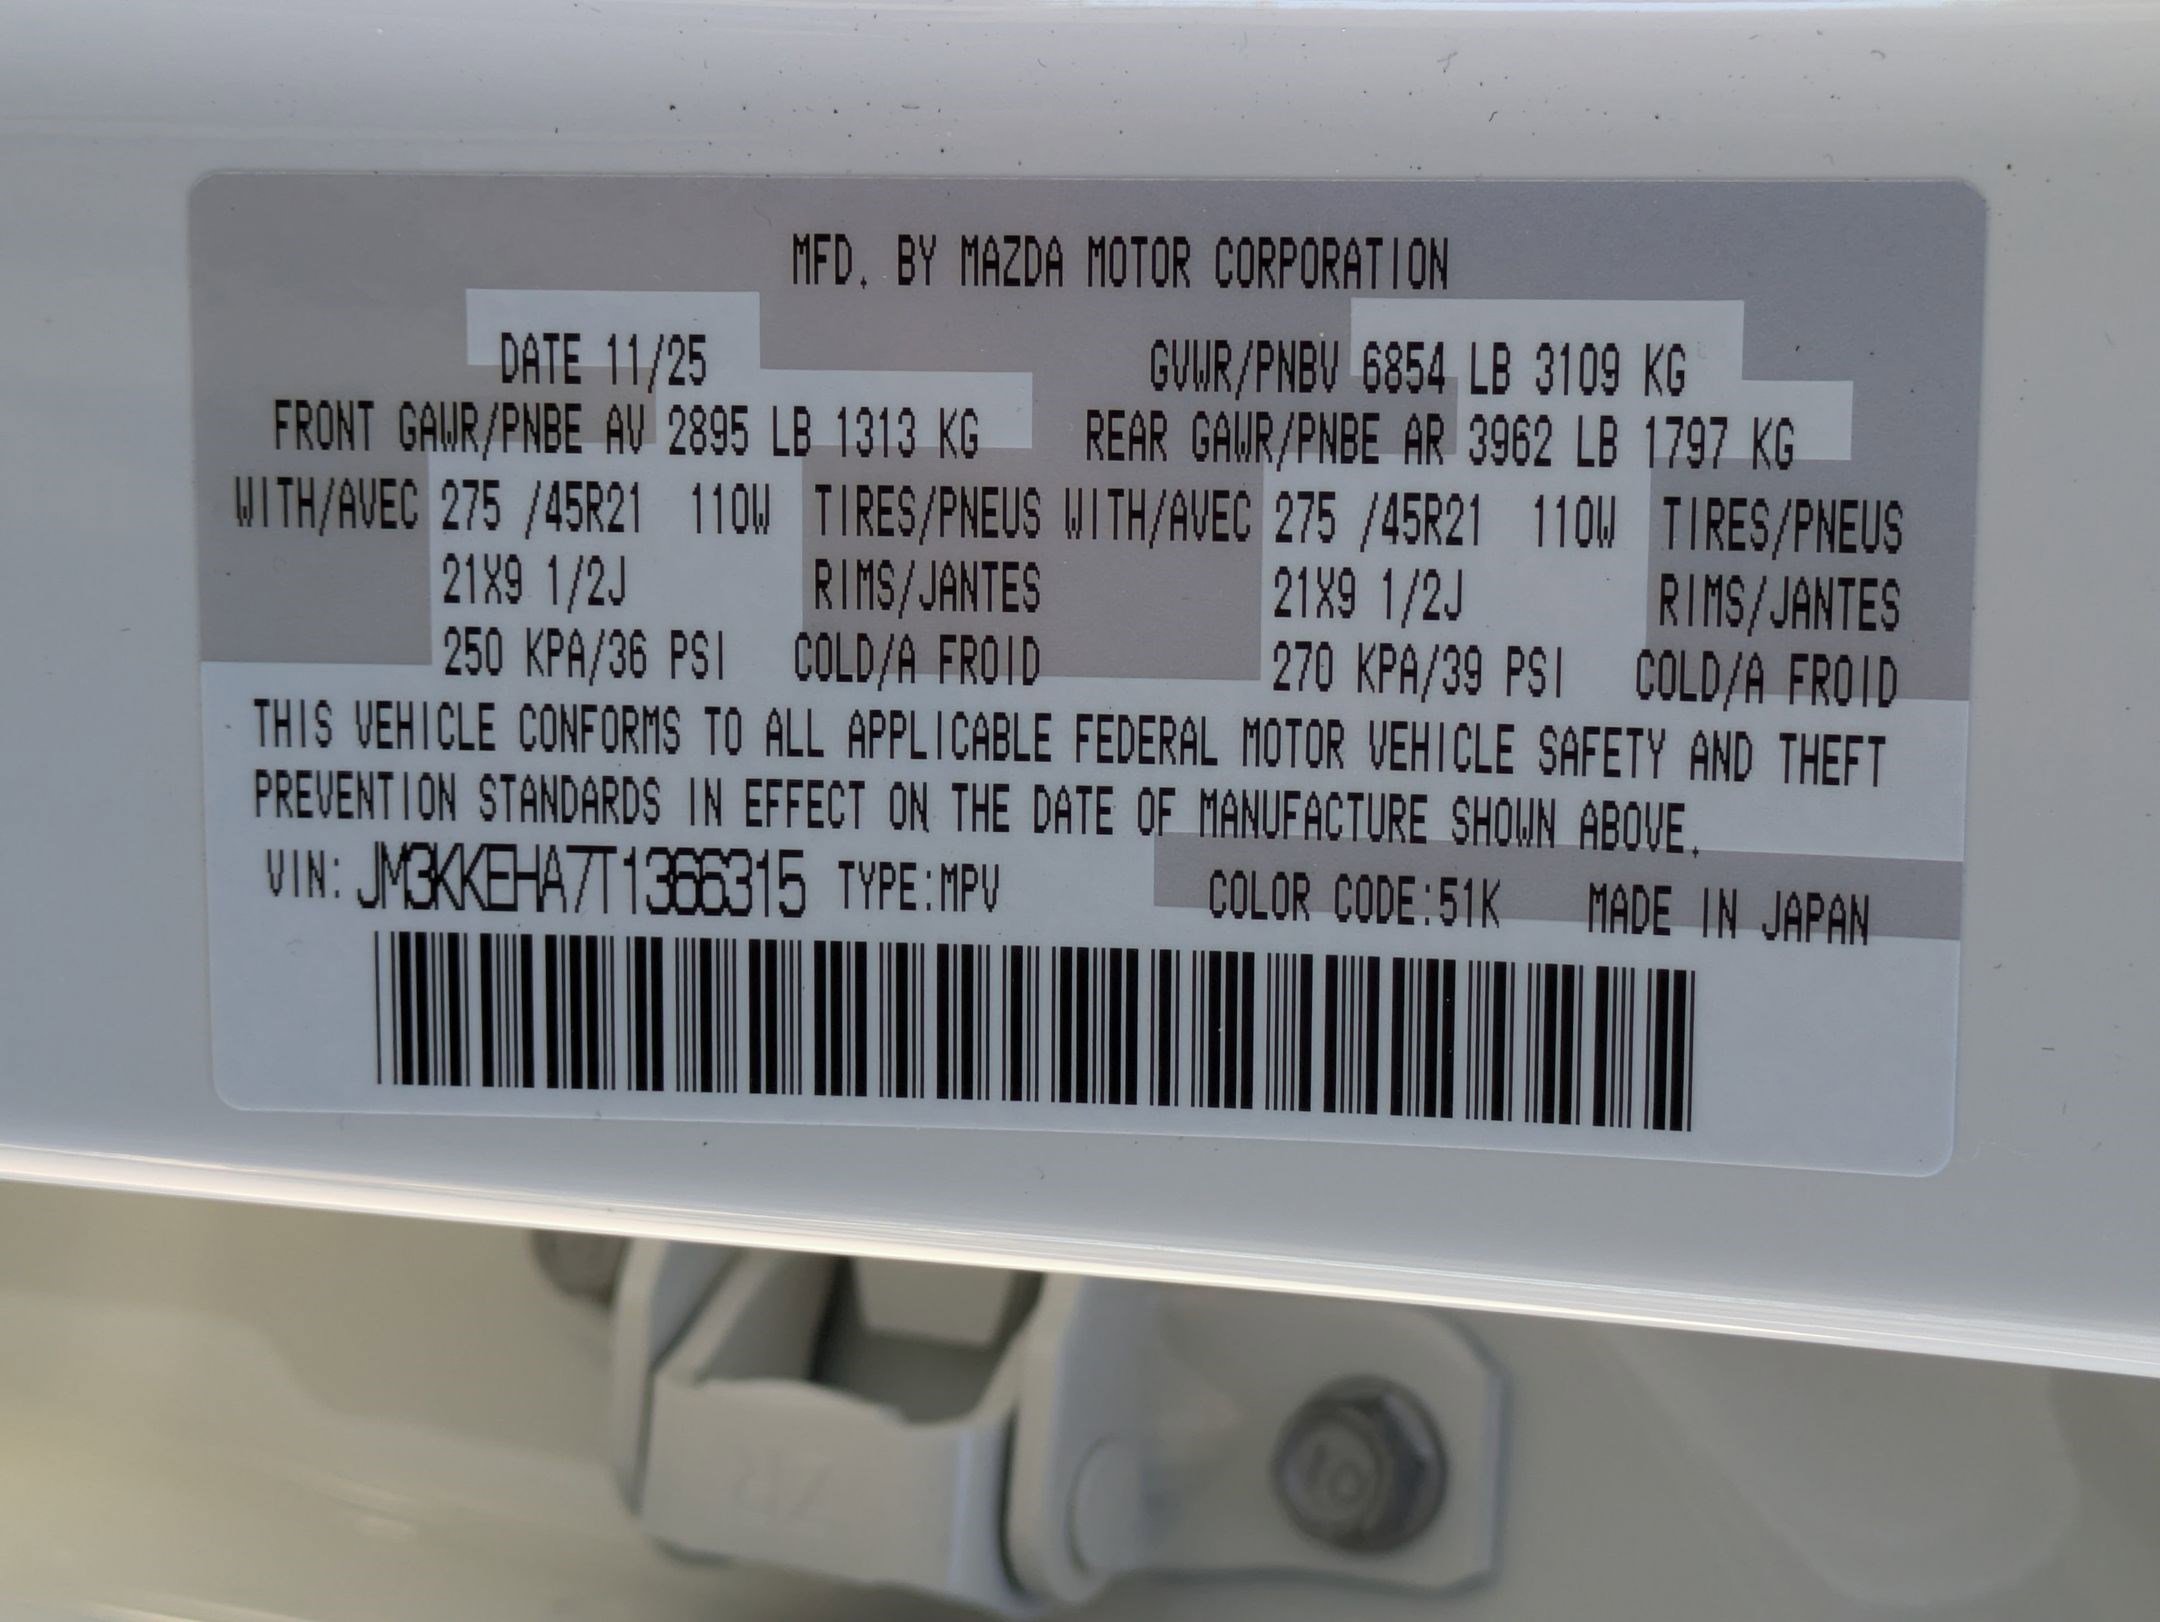 MFD. BY MAZDA MOTOR CORPORATION
DATE 11/25 GVWR/PNBV 6854 LB 3109 KG
FRONT GAWR/PNBE AV 2895 LB 1313 KG REAR GAWR/PNBE AR 3962 LB 1797 KG
WITH/AVEC 275 /45R21 110W TIRES/PNEUS WITH/AVEC 275 /45R21 110W TIRES/PNEUS
21X9 1/2J RIMS/JANTES 21X9 1/2J RIMS/JANTES
250 KPA/36 PSI COLD/A FROID 270 KPA/39 PSI COLD/A FROID
THIS VEHICLE CONFORMS TO ALL APPLICABLE FEDERAL MOTOR VEHICLE SAFETY AND THEFT
PREVENTION STANDARDS IN EFFECT ON THE DATE OF MANUFACTURE SHOWN ABOVE.
VIN: JM3KKEHA7T1366315 TYPE:MPV COLOR CODE:51K MADE IN JAPAN